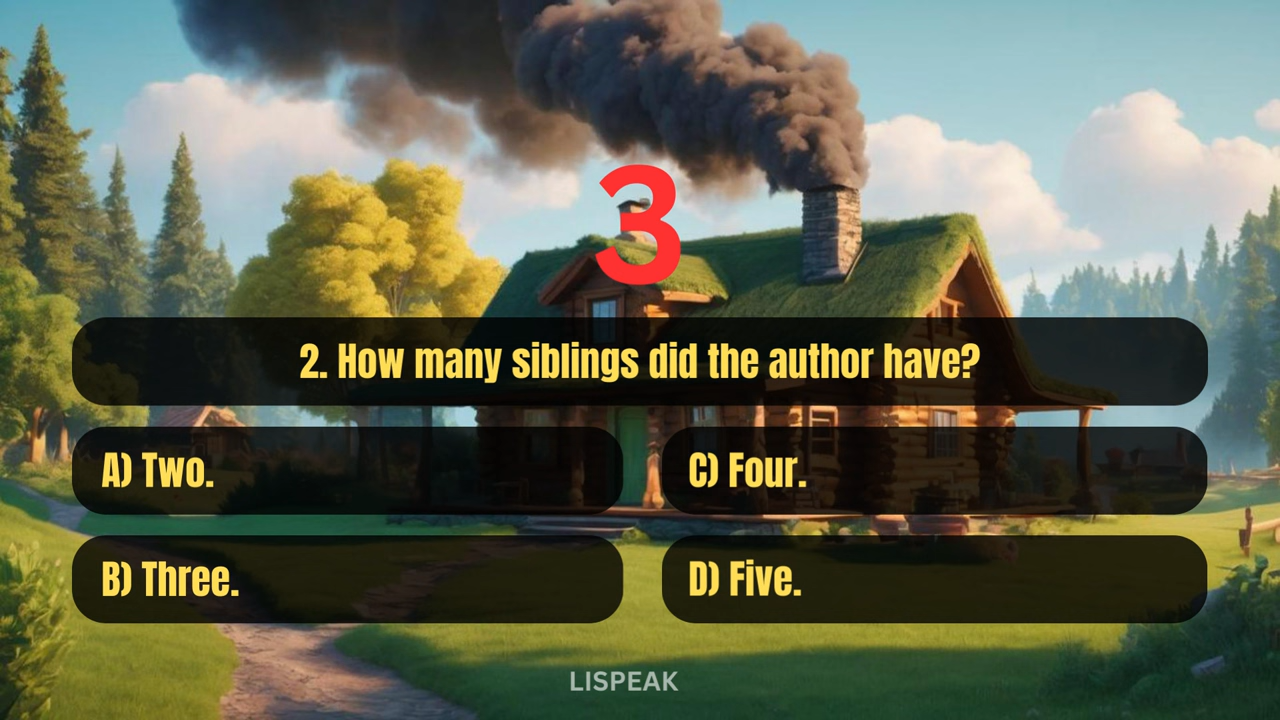 3
2. How many siblings did the author have?
A) Two.
B) Three.
C) Four.
D) Five.
LISPEAK